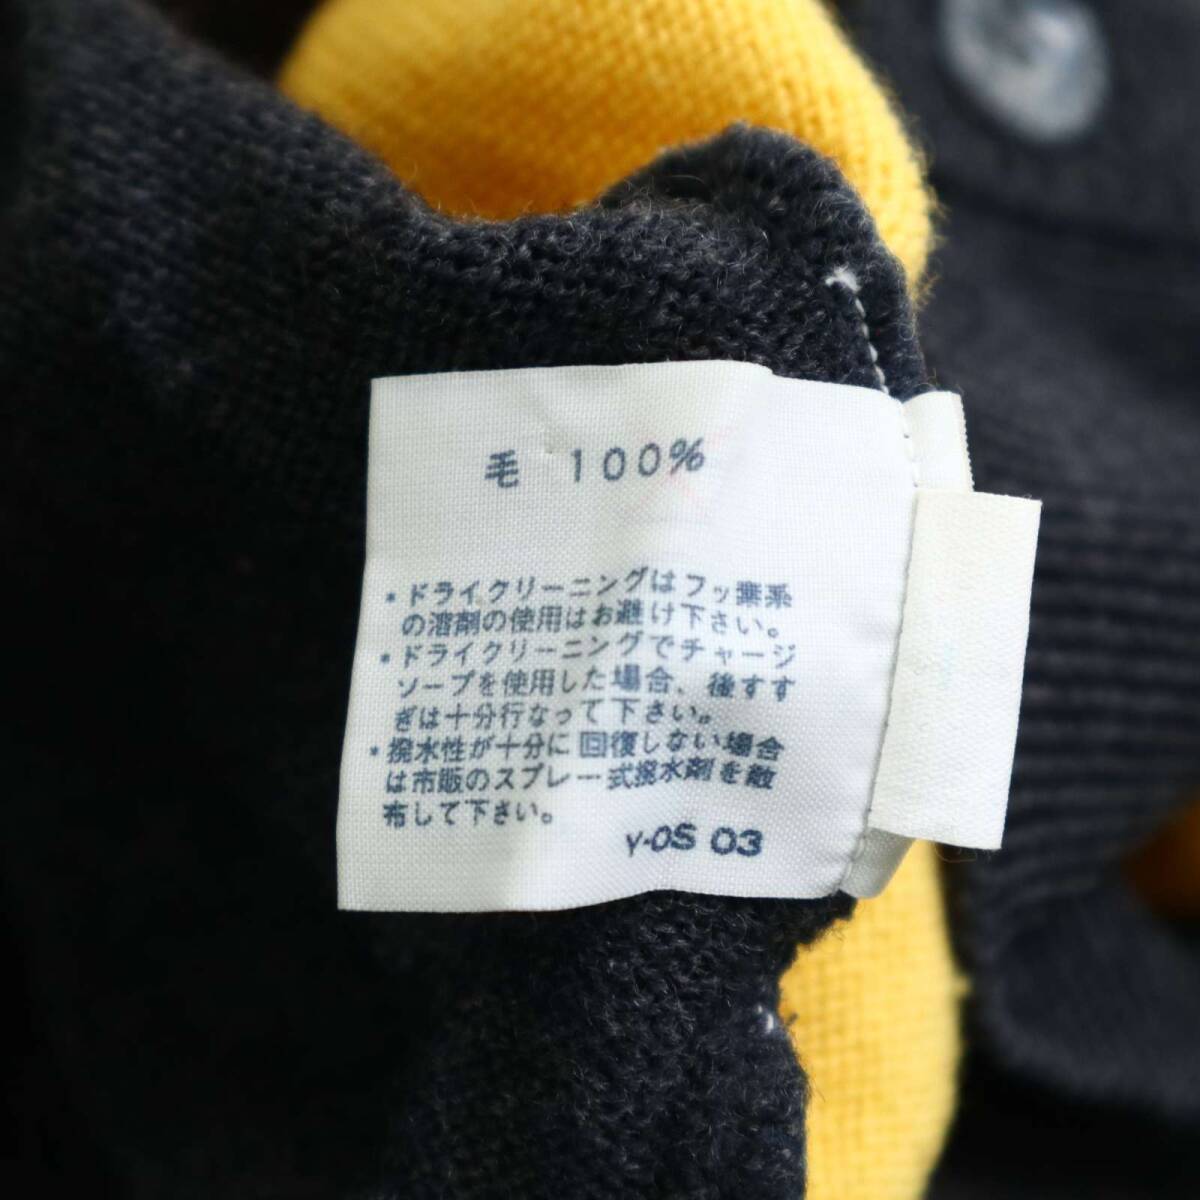 毛 100%
・ドライクリーニングはフッ素系
の溶剤の使用はお避け下さい。
・ドライクリーニングでチャージ
ソープを使用した場合、後すす
ぎは十分行なって下さい。
・撥水性が十分に回復しない場合
は市販のスプレー式撥水剤を散
布して下さい。
Y-OS 03